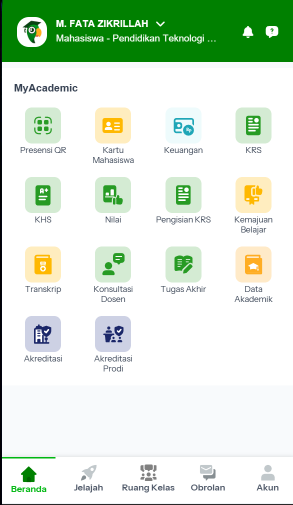 M. FATA ZIKRILLAH
Mahasiswa - Pendidikan Teknologi ...
MyAcademic
Presensi QR
Kartu
Mahasiswa
Keuangan
KRS
KHS
Nilai
Pengisian KRS
Kemajuan
Belajar
Transkrip
Konsultasi
Dosen
Tugas Akhir
Data
Akademik
Akreditasi
Akreditasi
Prodi
Beranda
Jelajah
Ruang Kelas
Obrolan
Akun